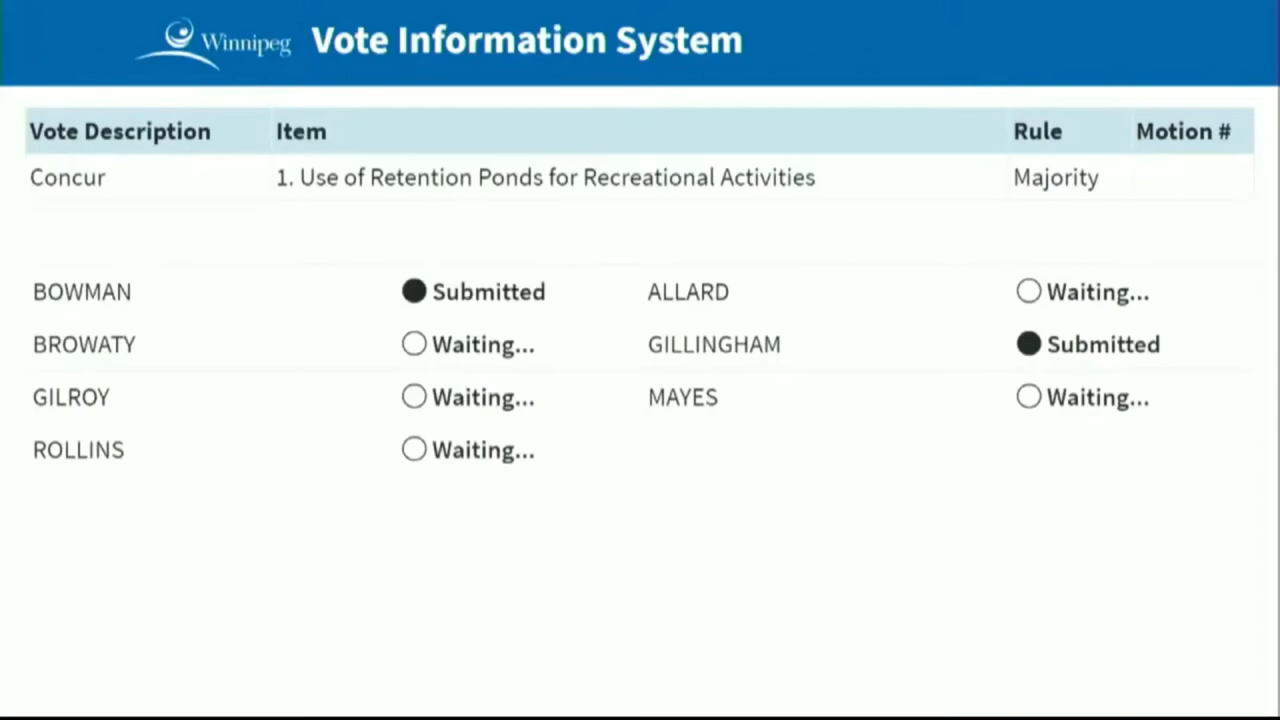 Winnipeg Vote Information System
Vote Description Item Rule Motion #
Concur 1. Use of Retention Ponds for Recreational Activities Majority
BOWMAN Submitted ALLARD Waiting...
BROWATY Waiting... GILLINGHAM Submitted
GILROY Waiting... MAYES Waiting...
ROLLINS Waiting...